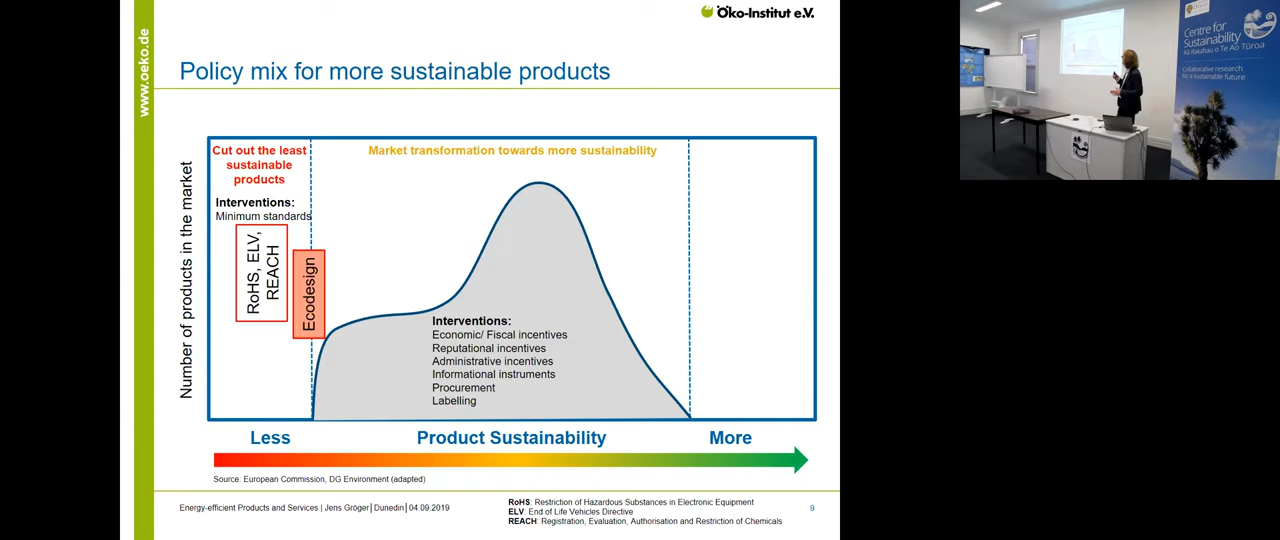 www.oeko.de
Öko-Institut e.V.
Policy mix for more sustainable products
Number of products in the market
Cut out the least
sustainable
products
Market transformation towards more sustainability
Interventions:
Minimum standards
RoHS, ELV,
REACH
Ecodesign
Interventions:
Economic/ Fiscal incentives
Reputational incentives
Administrative incentives
Informational instruments
Procurement
Labelling
Less
Product Sustainability
More
Source: European Commission, DG Environment (adapted)
Energy-efficient Products and Services | Jens Gröger | Dunedin | 04.09.2019
RoHS: Restriction of Hazardous Substances in Electronic Equipment
ELV: End of Life Vehicles Directive
REACH: Registration, Evaluation, Authorisation and Restriction of Chemicals
9
Centre for
Sustainability
Kā Rakahau o Te Ao Tūroa
Collaborative research
for a sustainable future